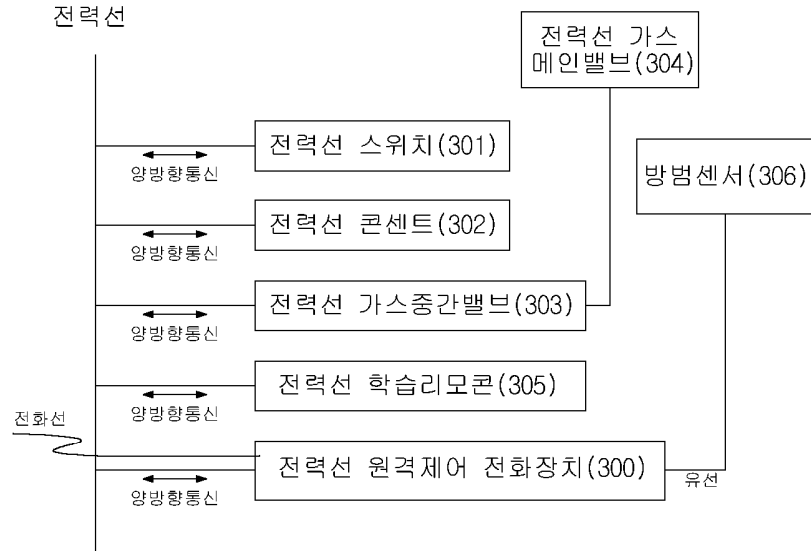 전력선
전력선 가스
메인밸브(304)
전력선 스위치(301)
양방향통신
방범센서(306)
전력선 콘센트(302)
양방향통신
전력선 가스중간밸브(303)
양방향통신
전력선 학습리모콘(305)
양방향통신
전화선
전력선 원격제어 전화장치(300)
양방향통신
유선